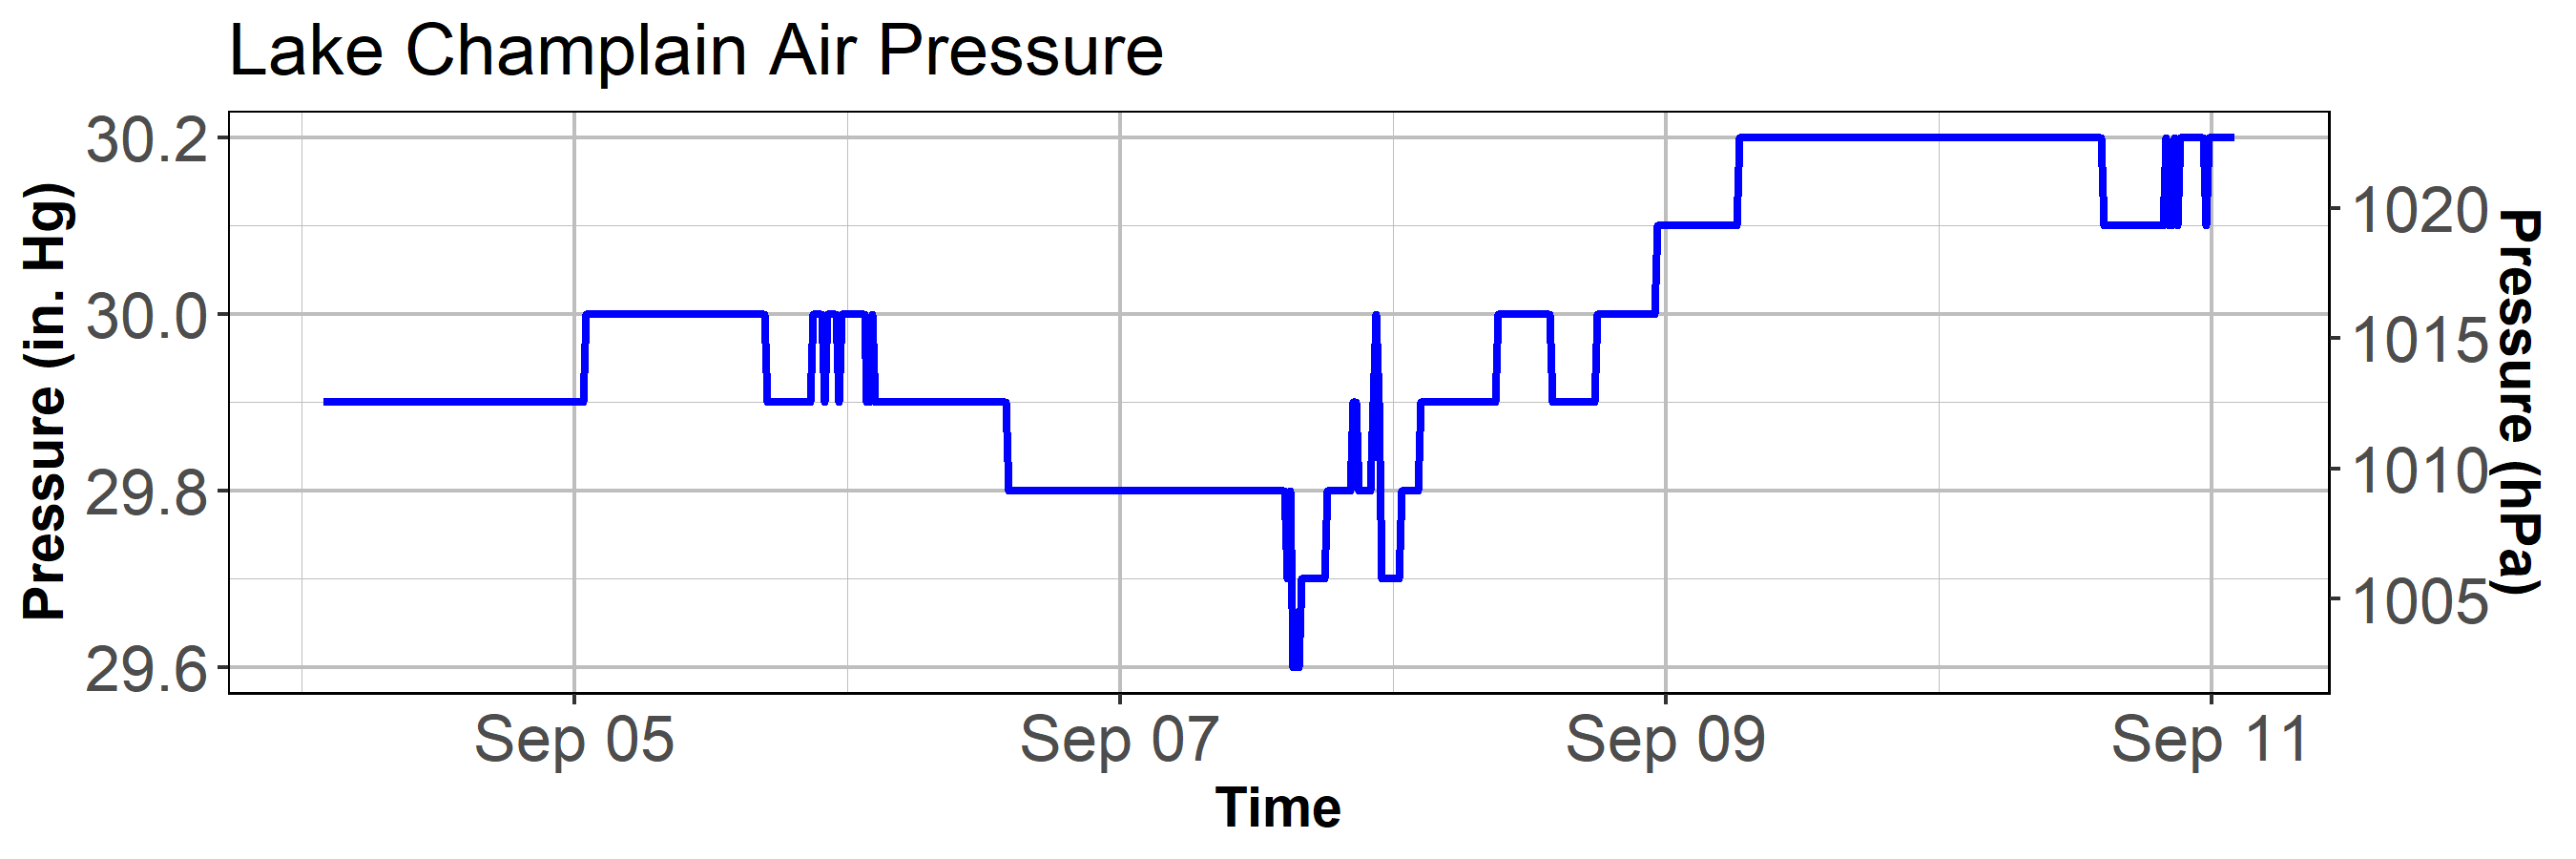 Lake Champlain Air Pressure
Pressure (in. Hg)
30.2
30.0
29.8
29.6
1020
1015
1010
1005
Pressure (hPa)
Sep 05
Sep 07
Sep 09
Sep 11
Time